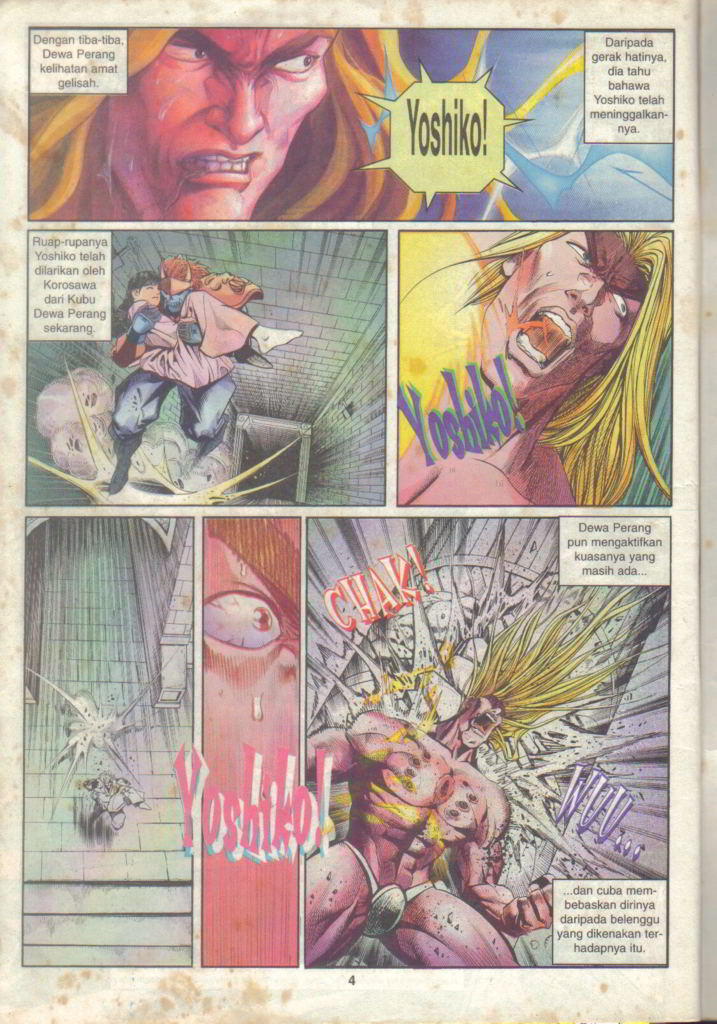 Dengan tiba-tiba,
Dewa Perang
kelihatan amat
gelisah.
Yoshiko!
Daripada
gerak hatinya,
dia tahu
bahawa
Yoshiko telah
meninggalkan-
nya.
Ruap-rupanya
Yoshiko telah
dilarikan oleh
Korosawa
dari Kubu
Dewa Perang
sekarang.
Yoshiko!
Yoshiko!
Dewa Perang
pun mengaktifkan
kuasanya yang
masih ada...
CHAK!
WUU...
...dan cuba mem-
bebaskan dirinya
daripada belenggu
yang dikenakan ter-
hadapnya itu.
4